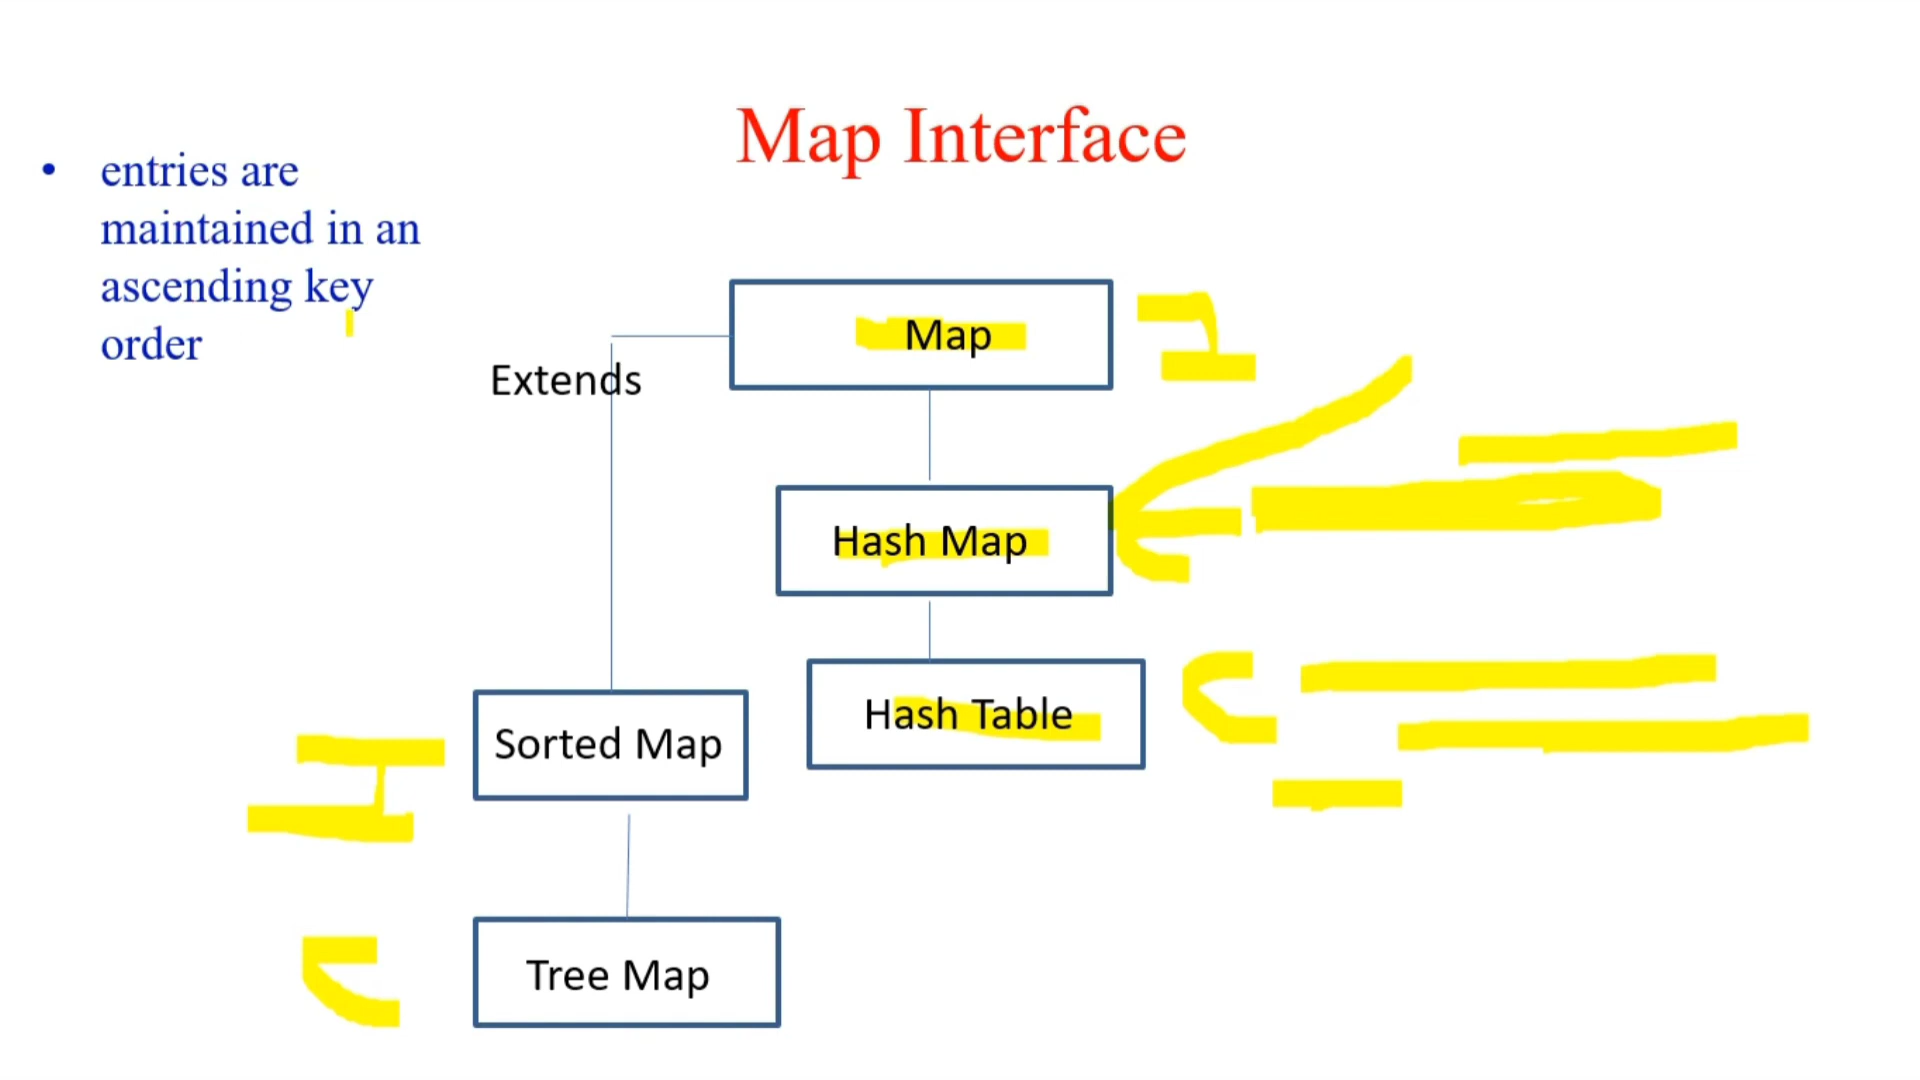 Map Interface
• entries are
maintained in an
ascending key
order
Map
Extends
Hash Map
Hash Table
Sorted Map
Tree Map